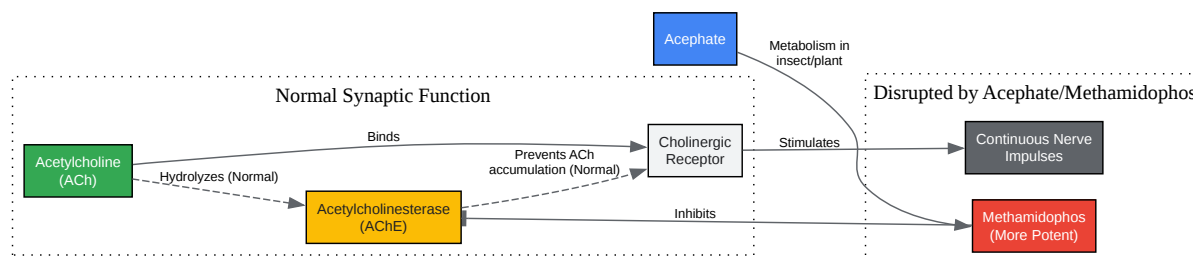 Acephate
Metabolism in
insect/plant
Normal Synaptic Function
Disrupted by Acephate/Methamidophos
Acetylcholine
(ACh)
Binds
Hydrolyzes (Normal)
Acetylcholinesterase
(AChE)
Prevents ACh
accumulation (Normal)
Cholinergic
Receptor
Stimulates
Continuous Nerve
Impulses
Inhibits
Methamidophos
(More Potent)